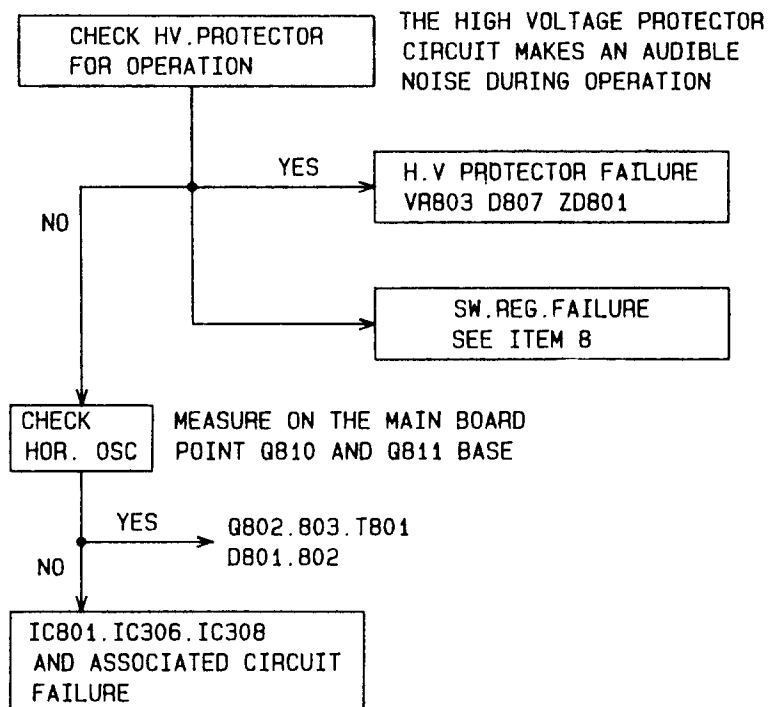 CHECK HV.PROTECTOR
FOR OPERATION
THE HIGH VOLTAGE PROTECTOR
CIRCUIT MAKES AN AUDIBLE
NOISE DURING OPERATION
YES
H.V PROTECTOR FAILURE
VR803 D807 ZD801
NO
SW.REG.FAILURE
SEE ITEM 8
CHECK
HOR. OSC
MEASURE ON THE MAIN BOARD
POINT Q810 AND Q811 BASE
YES
Q802.803.T801
D801.802
NO
IC801.IC306.IC308
AND ASSOCIATED CIRCUIT
FAILURE